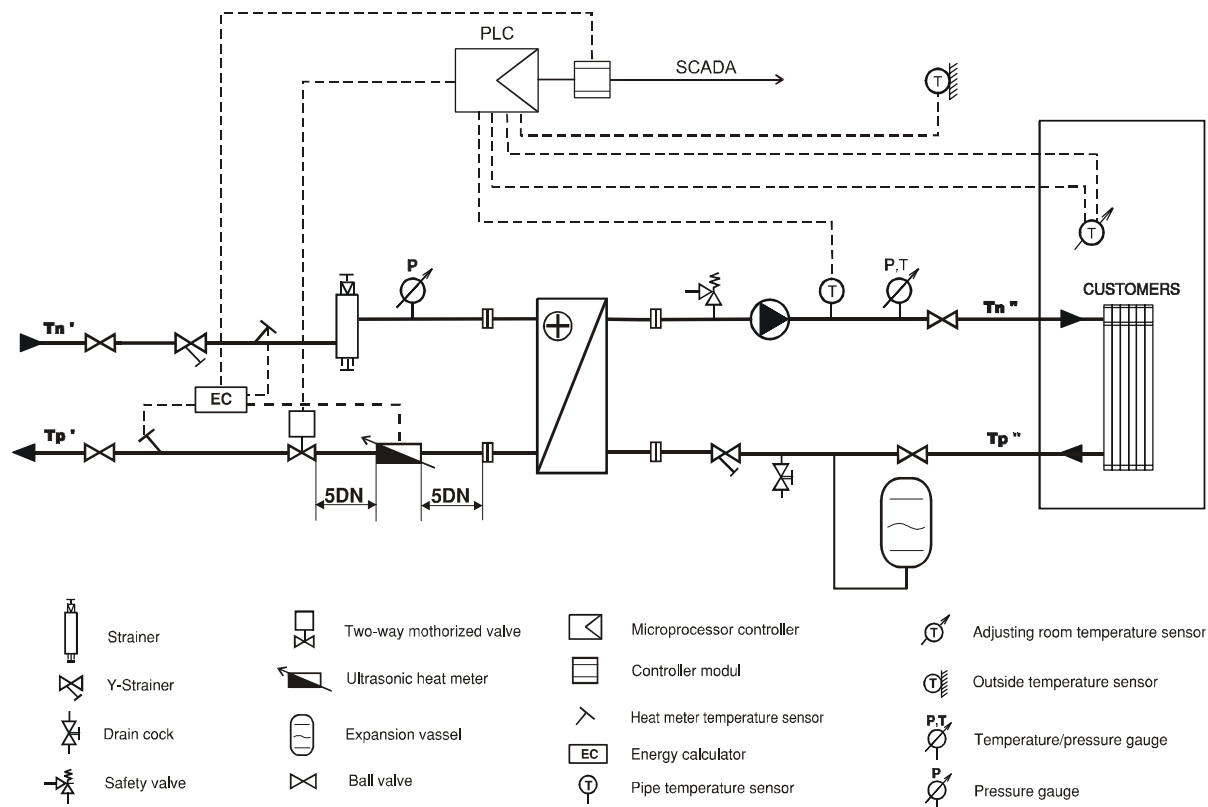 PLC
SCADA
T
T
P
P,T
T
CUSTOMERS
Tn '
Tn "
EC
Tp '
Tp "
5DN
5DN
Strainer
Two-way mothorized valve
Microprocessor controller
T
Adjusting room temperature sensor
Y-Strainer
Ultrasonic heat meter
Controller modul
T
Outside temperature sensor
Drain cock
Expansion vassel
Heat meter temperature sensor
P,T
Temperature/pressure gauge
EC
Energy calculator
Safety valve
Ball valve
T
Pipe temperature sensor
P
Pressure gauge